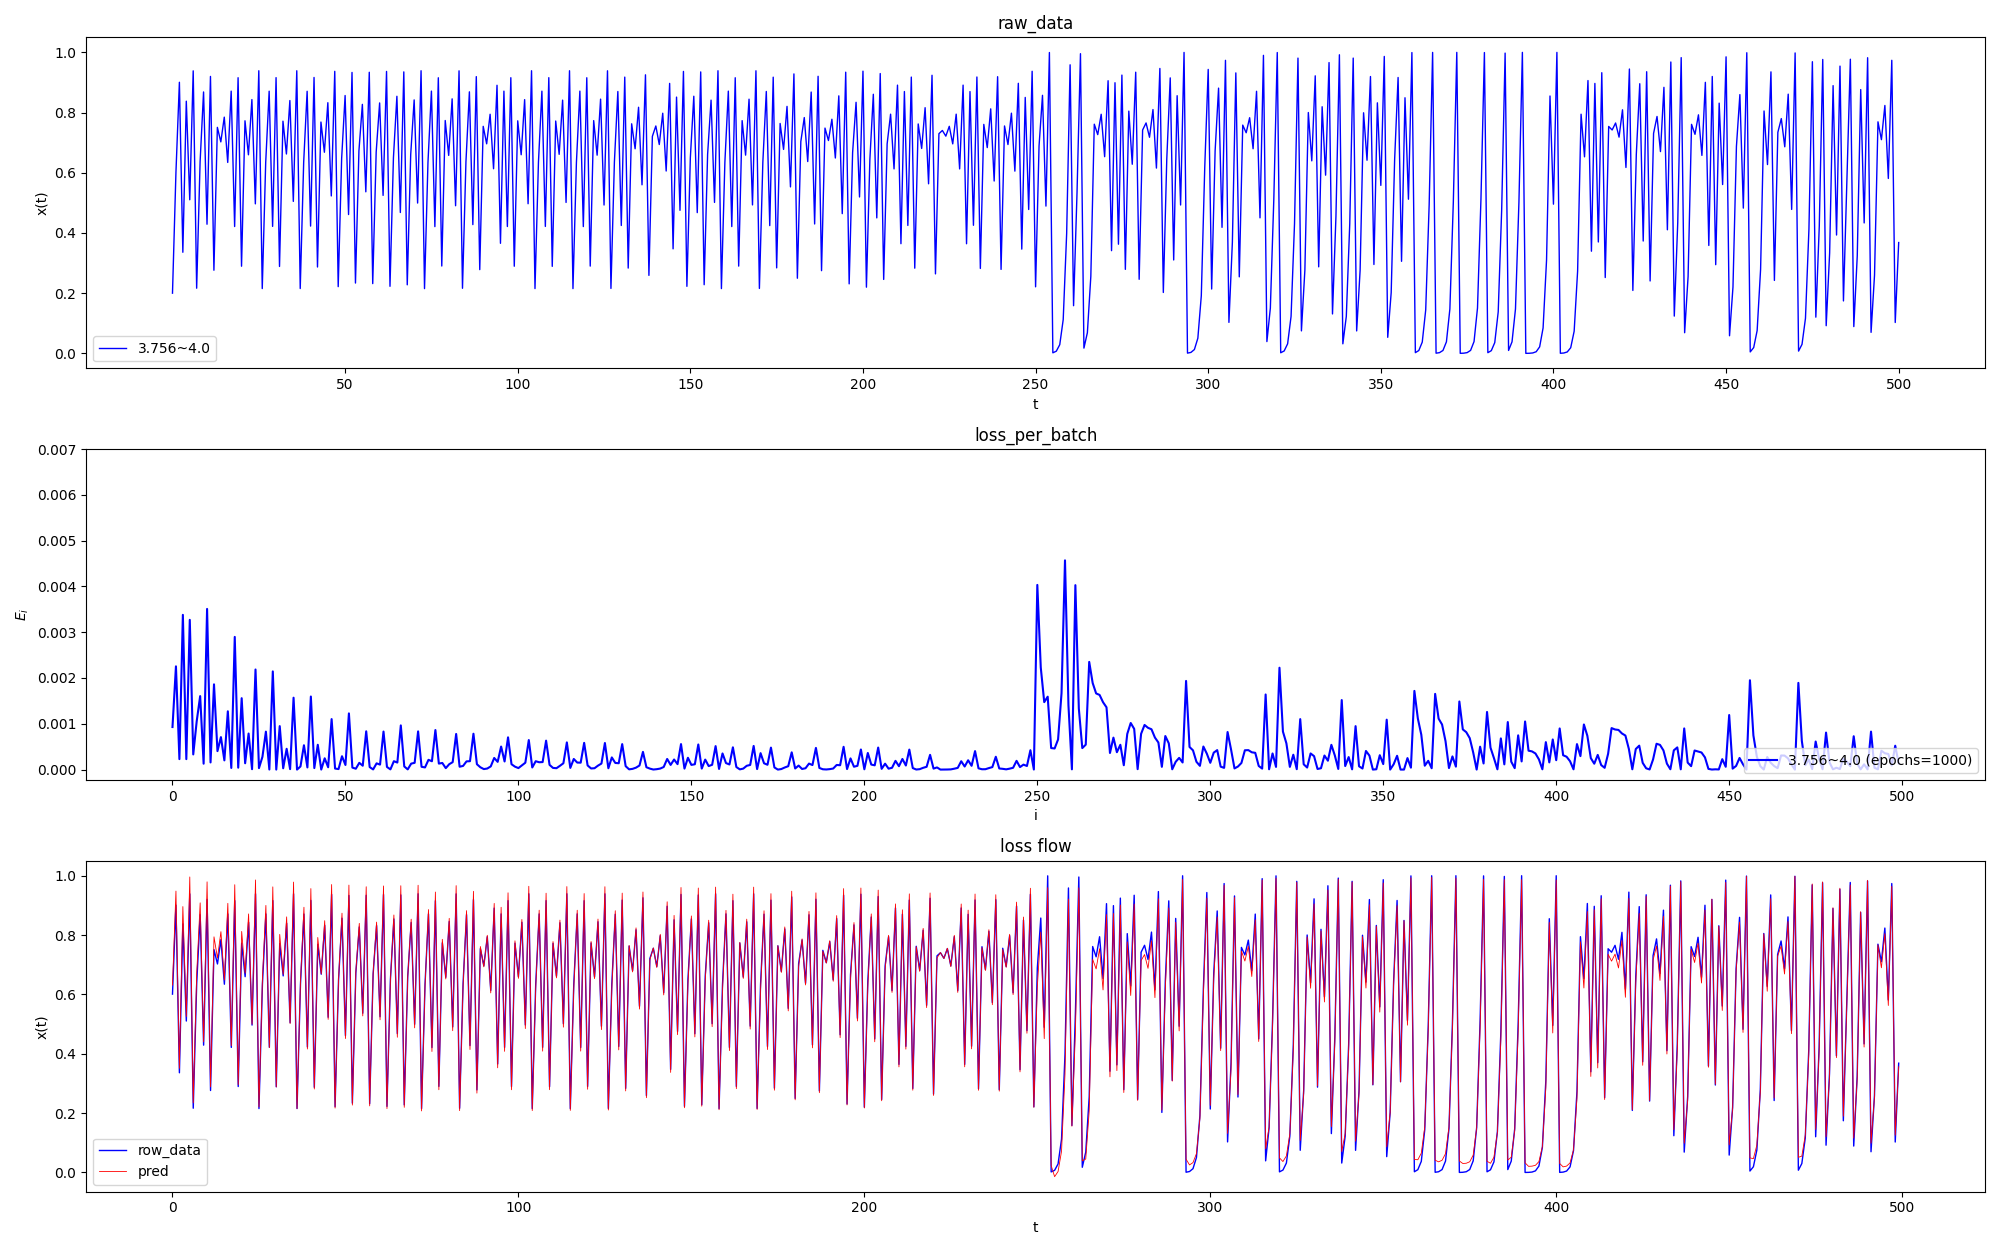 raw_data
1.0
0.8
0.6
0.4
0.2
0.0
x(t)
3.756~4.0
50 100 150 200 250 300 350 400 450 500
t
loss_per_batch
0.007
0.006
0.005
0.004
0.003
0.002
0.001
0.000
E_i
3.756~4.0 (epochs=1000)
0 50 100 150 200 250 300 350 400 450 500
i
loss flow
1.0
0.8
0.6
0.4
0.2
0.0
x(t)
row_data
pred
0 100 200 300 400 500
t